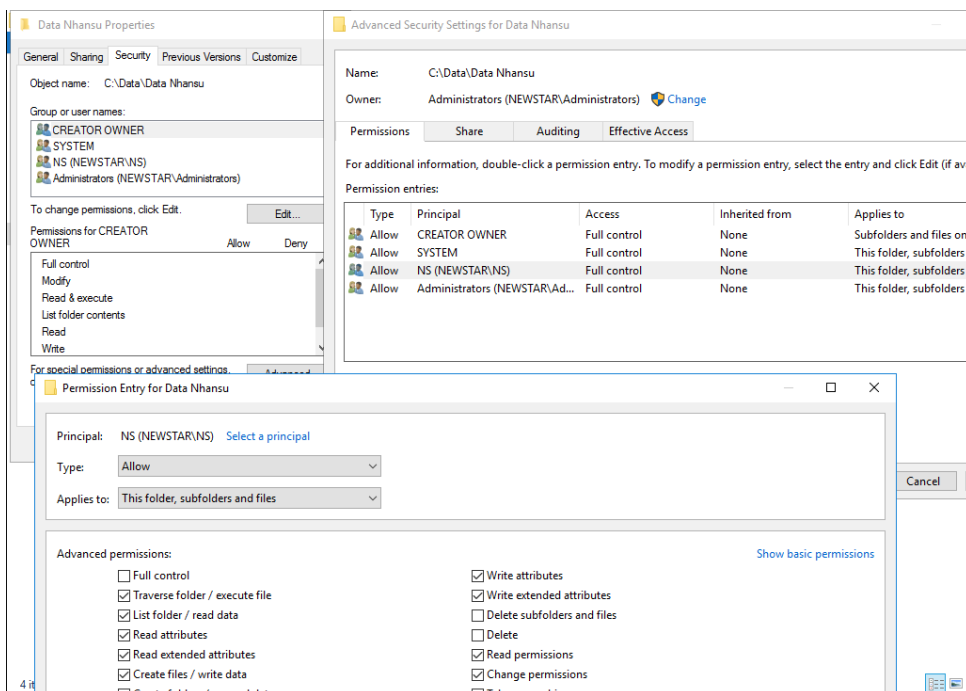 Data Nhansu Properties
General Sharing Security Previous Versions Customize
Object name: C:\Data\Data Nhansu
Group or user names:
CREATOR OWNER
SYSTEM
NS (NEWSTAR\NS)
Administrators (NEWSTAR\Administrators)
To change permissions, click Edit.
Edit...
Permissions for CREATOR
OWNER Allow Deny
Full control
Modify
Read & execute
List folder contents
Read
Write
For special permissions or advanced settings,
Advanced
Advanced Security Settings for Data Nhansu
Name: C:\Data\Data Nhansu
Owner: Administrators (NEWSTAR\Administrators) Change
Permissions Share Auditing Effective Access
For additional information, double-click a permission entry. To modify a permission entry, select the entry and click Edit (if av
Permission entries:
Type Principal Access Inherited from Applies to
Allow CREATOR OWNER Full control None Subfolders and files on
Allow SYSTEM Full control None This folder, subfolders
Allow NS (NEWSTAR\NS) Full control None This folder, subfolders
Allow Administrators (NEWSTAR\Ad... Full control None This folder, subfolders
Cancel
Permission Entry for Data Nhansu
Principal: NS (NEWSTAR\NS) Select a principal
Type: Allow
Applies to: This folder, subfolders and files
Advanced permissions: Show basic permissions
Full control Write attributes
Traverse folder / execute file Write extended attributes
List folder / read data Delete subfolders and files
Read attributes Delete
Read extended attributes Read permissions
Create files / write data Change permissions
4 it